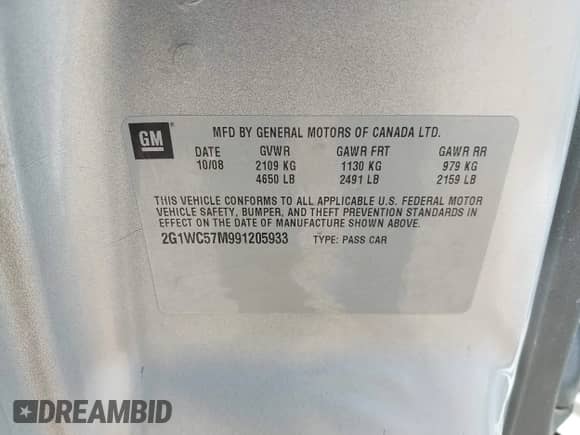 GM
MFD BY GENERAL MOTORS OF CANADA LTD.
DATE GVWR GAWR FRT GAWR RR
10/08 2109 KG 1130 KG 979 KG
4650 LB 2491 LB 2159 LB
THIS VEHICLE CONFORMS TO ALL APPLICABLE U.S. FEDERAL MOTOR
VEHICLE SAFETY, BUMPER, AND THEFT PREVENTION STANDARDS IN
EFFECT ON THE DATE OF MANUFACTURE SHOWN ABOVE.
2G1WC57M991205933 TYPE: PASS CAR
DREAMBID